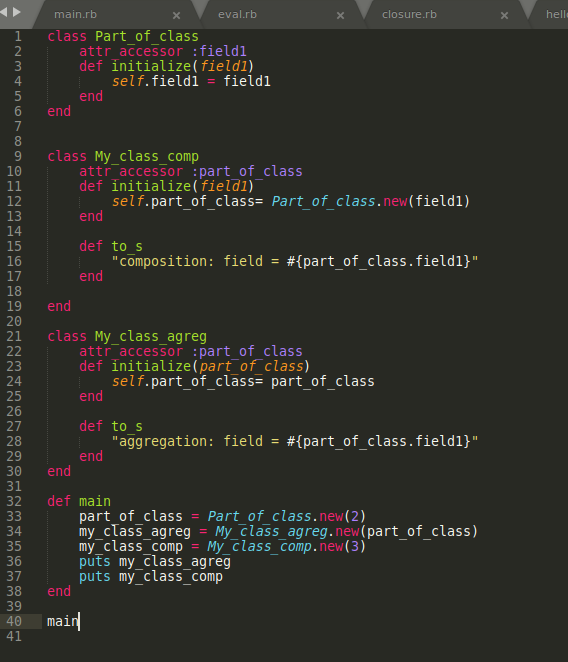 main.rb × eval.rb × closure.rb × hello
1 class Part_of_class
2     attr_accessor :field1
3     def initialize(field1)
4         self.field1 = field1
5     end
6 end
7
8
9 class My_class_comp
10     attr_accessor :part_of_class
11     def initialize(field1)
12         self.part_of_class= Part_of_class.new(field1)
13     end
14
15     def to_s
16         "composition: field = #{part_of_class.field1}"
17     end
18
19 end
20
21 class My_class_agreg
22     attr_accessor :part_of_class
23     def initialize(part_of_class)
24         self.part_of_class= part_of_class
25     end
26
27     def to_s
28         "aggregation: field = #{part_of_class.field1}"
29     end
30 end
31
32 def main
33     part_of_class = Part_of_class.new(2)
34     my_class_agreg = My_class_agreg.new(part_of_class)
35     my_class_comp = My_class_comp.new(3)
36     puts my_class_agreg
37     puts my_class_comp
38 end
39
40 main
41